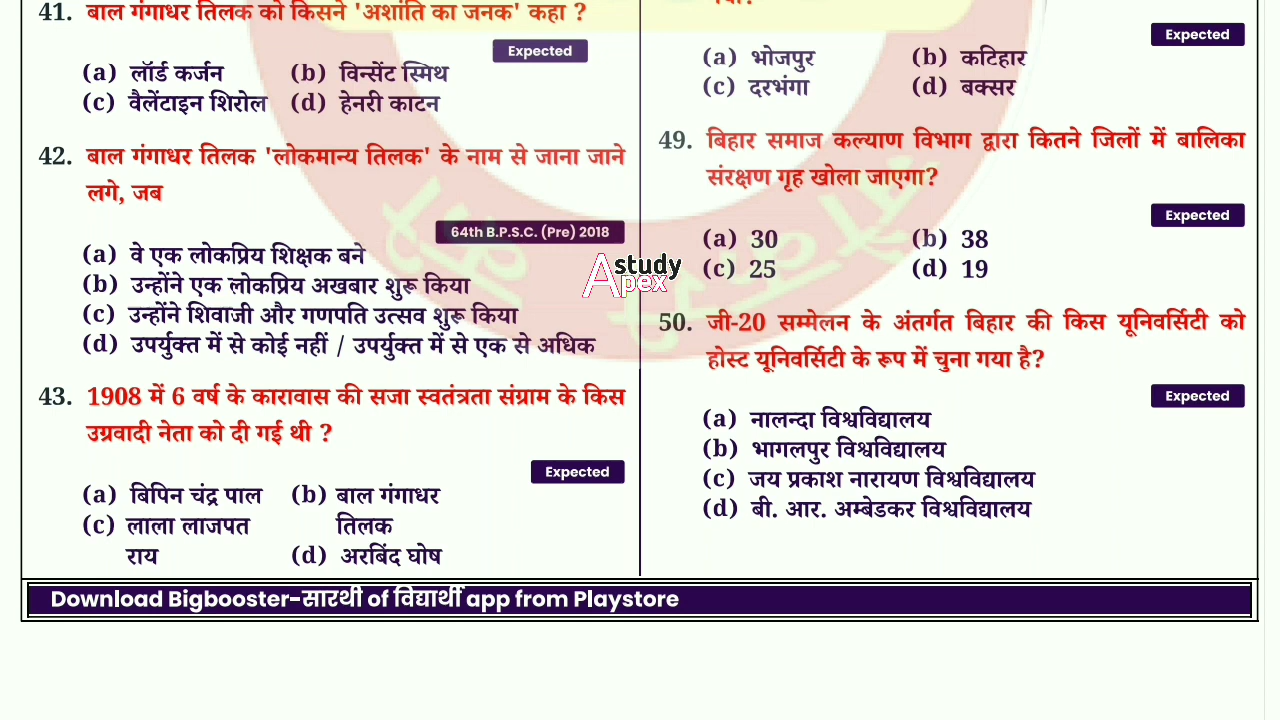 41. बाल गंगाधर तिलक को किसने 'अशांति का जनक' कहा ?
Expected
(a) लॉर्ड कर्जन (b) विन्सेंट स्मिथ
(c) वैलेंटाइन शिरोल (d) हेनरी काटन
42. बाल गंगाधर तिलक 'लोकमान्य तिलक' के नाम से जाना जाने
लगे, जब
64th B.P.S.C. (Pre) 2018
(a) वे एक लोकप्रिय शिक्षक बने
(b) उन्होंने एक लोकप्रिय अखबार शुरू किया
(c) उन्होंने शिवाजी और गणपति उत्सव शुरू किया
(d) उपर्युक्त में से कोई नहीं / उपर्युक्त में से एक से अधिक
43. 1908 में 6 वर्ष के कारावास की सजा स्वतंत्रता संग्राम के किस
उग्रवादी नेता को दी गई थी ?
Expected
(a) बिपिन चंद्र पाल (b) बाल गंगाधर
(c) लाला लाजपत तिलक
राय (d) अरबिंद घोष
Expected
(a) भोजपुर (b) कटिहार
(c) दरभंगा (d) बक्सर
49. बिहार समाज कल्याण विभाग द्वारा कितने जिलों में बालिका
संरक्षण गृह खोला जाएगा?
Expected
(a) 30 (b) 38
(c) 25 (d) 19
50. जी-20 सम्मेलन के अंतर्गत बिहार की किस यूनिवर्सिटी को
होस्ट यूनिवर्सिटी के रूप में चुना गया है?
Expected
(a) नालन्दा विश्वविद्यालय
(b) भागलपुर विश्वविद्यालय
(c) जय प्रकाश नारायण विश्वविद्यालय
(d) बी. आर. अम्बेडकर विश्वविद्यालय
study
Apex
Download Bigbooster-सारथी of विद्यार्थी app from Playstore